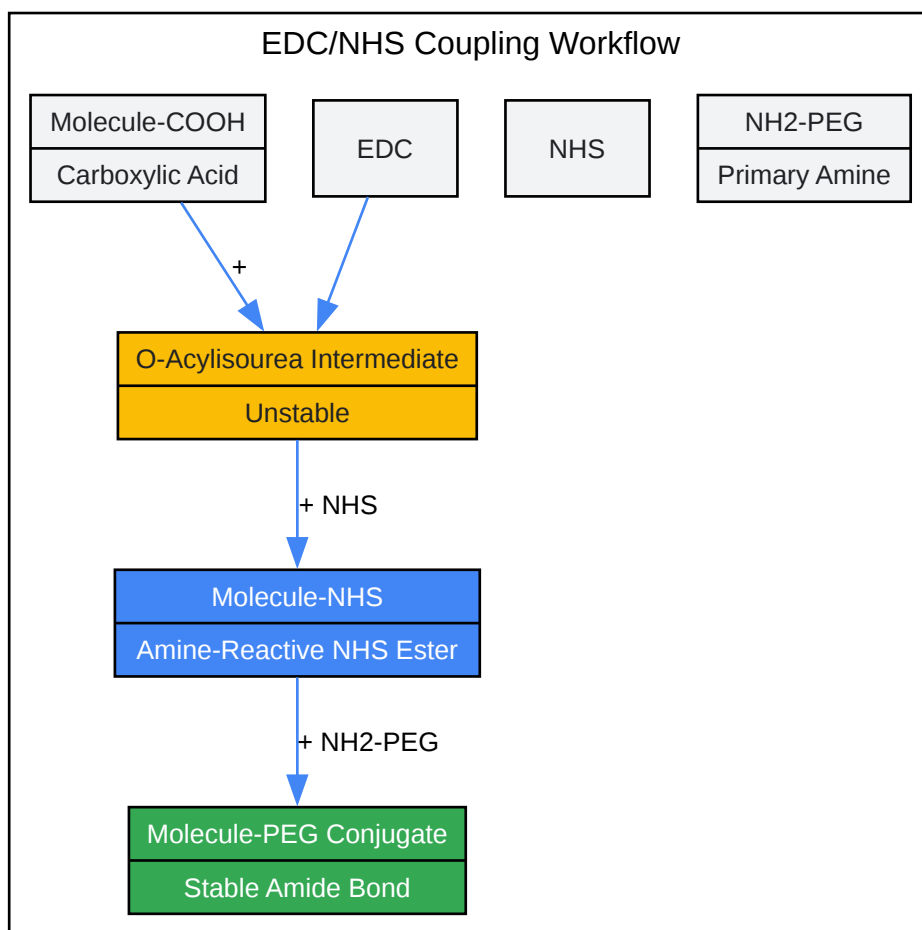 EDC/NHS Coupling Workflow
Molecule-COOH
Carboxylic Acid
EDC
NHS
NH2-PEG
Primary Amine
+
O-Acylisourea Intermediate
Unstable
+ NHS
Molecule-NHS
Amine-Reactive NHS Ester
+ NH2-PEG
Molecule-PEG Conjugate
Stable Amide Bond